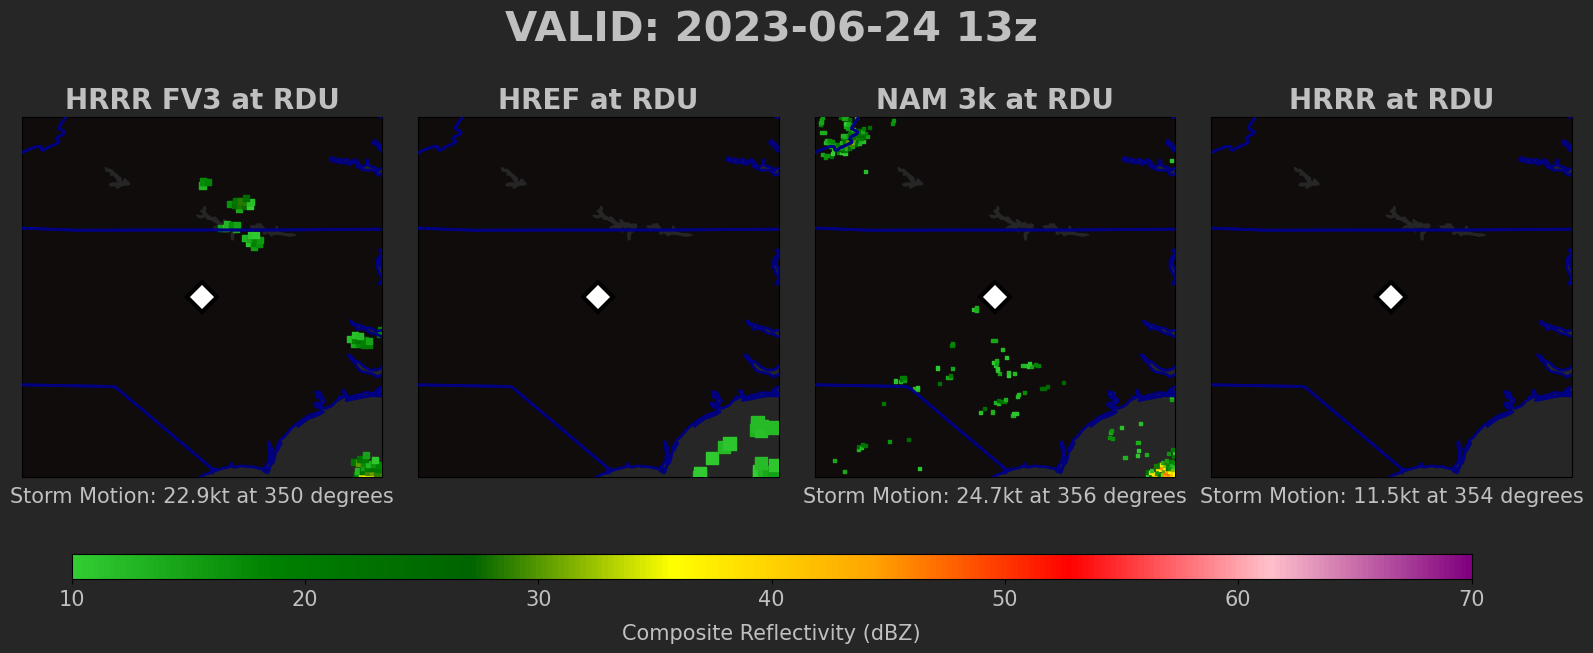 VALID: 2023-06-24 13z
HRRR FV3 at RDU
HREF at RDU
NAM 3k at RDU
HRRR at RDU
Storm Motion: 22.9kt at 350 degrees
Storm Motion: 24.7kt at 356 degrees
Storm Motion: 11.5kt at 354 degrees
10 20 30 40 50 60 70
Composite Reflectivity (dBZ)